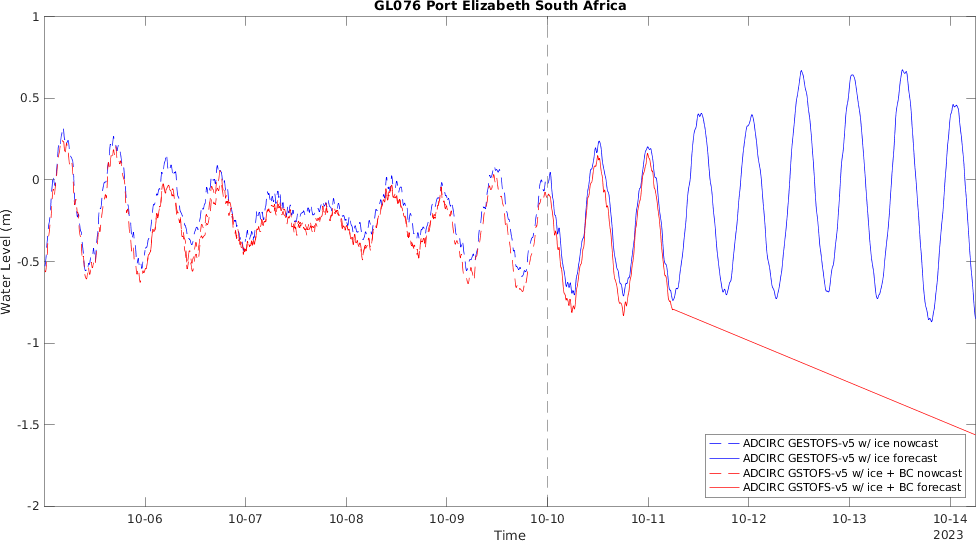 GL076 Port Elizabeth South Africa
1
0.5
0
-0.5
-1
-1.5
-2
Water Level (m)
ADCIRC GESTOFS-v5 w/ ice nowcast
ADCIRC GESTOFS-v5 w/ ice forecast
ADCIRC GSTOFS-v5 w/ ice + BC nowcast
ADCIRC GSTOFS-v5 w/ ice + BC forecast
10-06 10-07 10-08 10-09 10-10 10-11 10-12 10-13 10-14
Time 2023